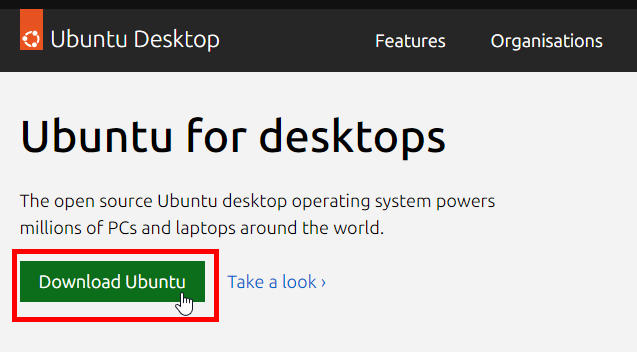 Ubuntu Desktop Features Organisations
Ubuntu for desktops
The open source Ubuntu desktop operating system powers
millions of PCs and laptops around the world.
Download Ubuntu Take a look ›